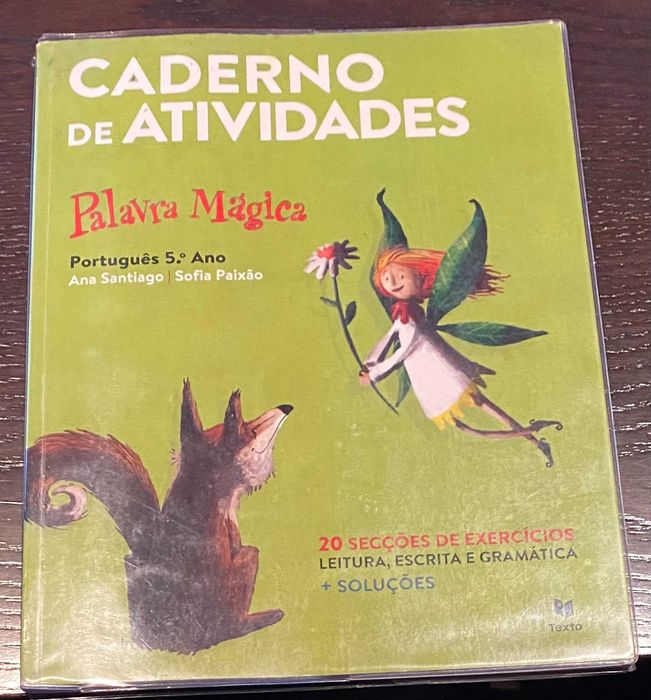 CADERNO
DE ATIVIDADES
Palavra Mágica
Português 5.º Ano
Ana Santiago | Sofia Paixão
20 SECÇÕES DE EXERCÍCIOS
LEITURA, ESCRITA E GRAMÁTICA
+ SOLUÇÕES
Texto